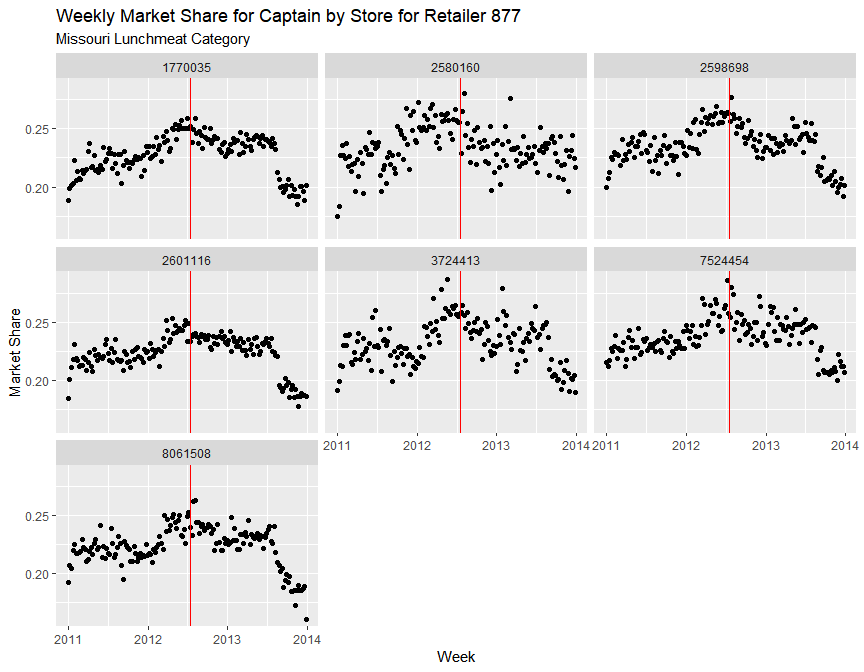 Weekly Market Share for Captain by Store for Retailer 877
Missouri Lunchmeat Category
1770035 2580160 2598698
0.25
0.20
2601116 3724413 7524454
0.25
0.20
2011 2012 2013 2014 2011 2012 2013 2014
8061508
0.25
0.20
2011 2012 2013 2014
Market Share
Week